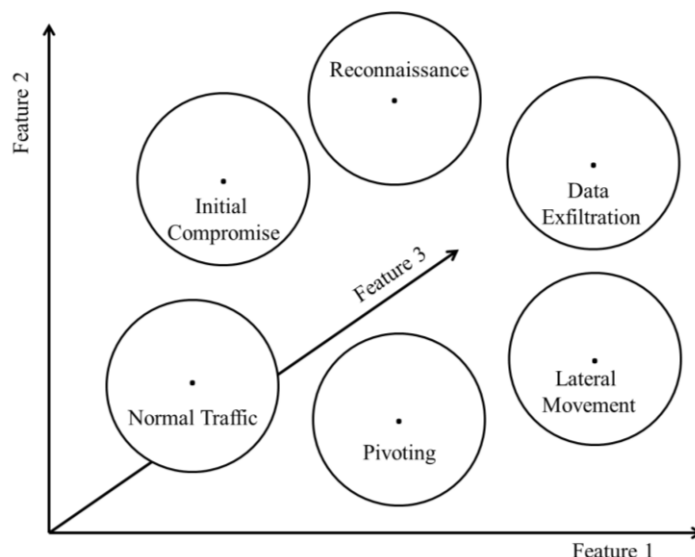 Feature 2
Reconnaissance
Initial
Compromise
Data
Exfiltration
Feature 3
Normal Traffic
Lateral
Movement
Pivoting
Feature 1